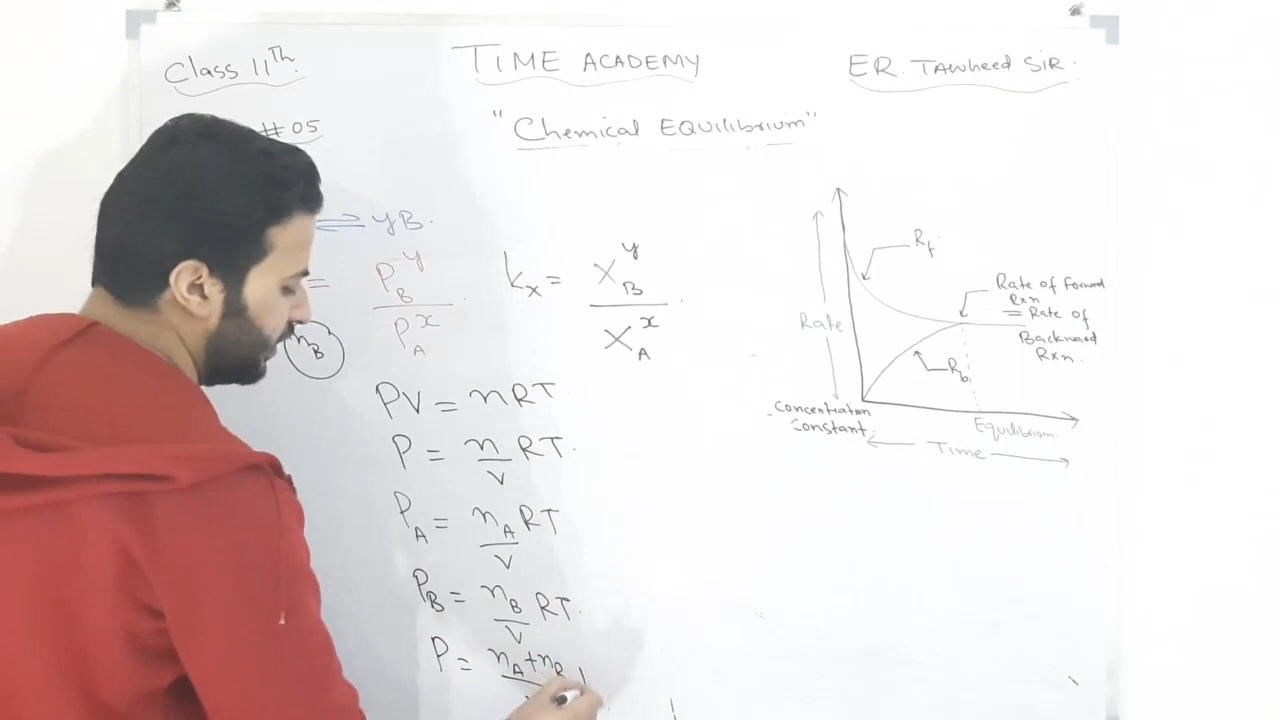 Class 11Th.
TIME ACADEMY
ER. TAWheed SIR.
#05
"Chemical EQUilibrium"
⇌ yB.
= P_B^y / P_A^x
n_B
k_x = X_B^y / X_A^x
PV = nRT
P = n/V RT.
P_A = n_A/V RT
P_B = n_B/V RT.
P = n_A+n_B
Rate
R_f
Rate of Forward
Rxn
= Rate of
Backward
Rxn.
R_b
Concentration
Constant.
Equilibrium.
Time